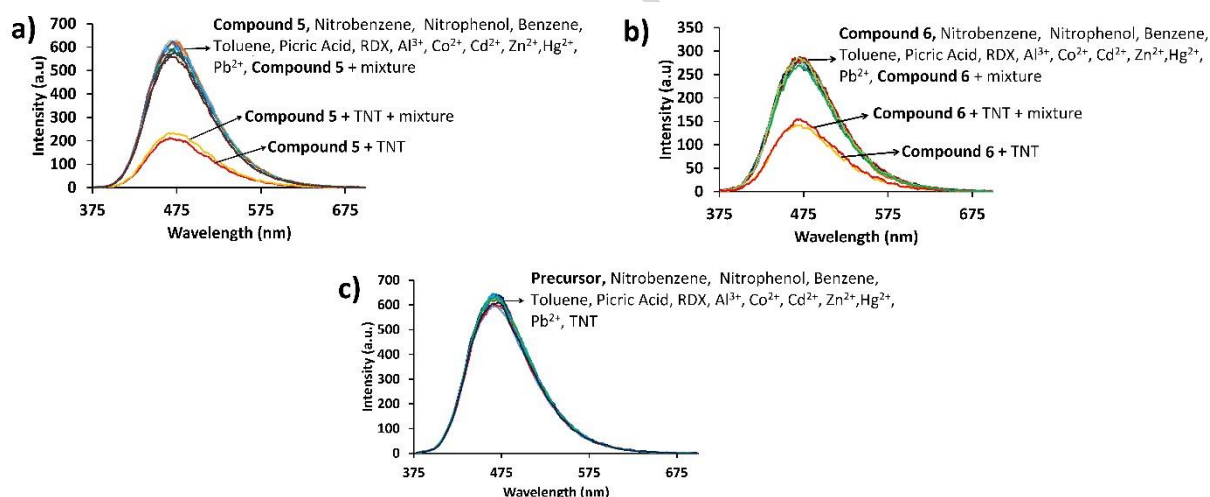 a)
700
600
500
400
300
200
100
0
Intensity (a.u)
375 475 575 675
Wavelength (nm)
Compound 5, Nitrobenzene, Nitrophenol, Benzene,
Toluene, Picric Acid, RDX, Al³⁺, Co²⁺, Cd²⁺, Zn²⁺,Hg²⁺,
Pb²⁺, Compound 5 + mixture
Compound 5 + TNT + mixture
Compound 5 + TNT
b)
350
300
250
200
150
100
50
0
Intensity (a.u)
375 475 575 675
Wavelength (nm)
Compound 6, Nitrobenzene, Nitrophenol, Benzene,
Toluene, Picric Acid, RDX, Al³⁺, Co²⁺, Cd²⁺, Zn²⁺,Hg²⁺,
Pb²⁺, Compound 6 + mixture
Compound 6 + TNT + mixture
Compound 6 + TNT
c)
700
600
500
400
300
200
100
0
Intensity (a.u.)
375 475 575 675
Wavelength (nm)
Precursor, Nitrobenzene, Nitrophenol, Benzene,
Toluene, Picric Acid, RDX, Al³⁺, Co²⁺, Cd²⁺, Zn²⁺,Hg²⁺,
Pb²⁺, TNT